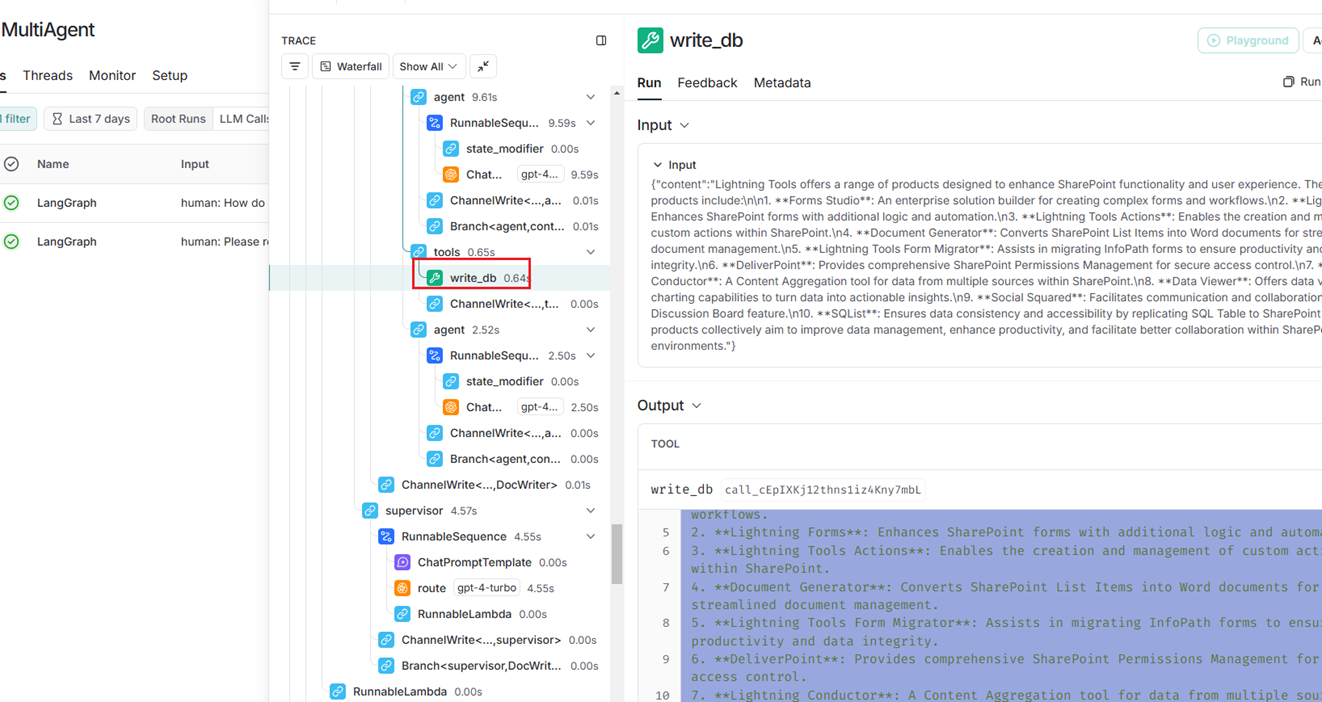 MultiAgent
s Threads Monitor Setup
filter Last 7 days Root Runs LLM Calls
Name Input
LangGraph human: How do
LangGraph human: Please re
TRACE
Waterfall Show All
agent 9.61s
RunnableSequ... 9.59s
state_modifier 0.00s
Chat... gpt-4... 9.59s
ChannelWrite<...,a... 0.01s
Branch<agent,cont... 0.01s
tools 0.65s
write_db 0.64s
ChannelWrite<...,t... 0.00s
agent 2.52s
RunnableSequ... 2.50s
state_modifier 0.00s
Chat... gpt-4... 2.50s
ChannelWrite<...,a... 0.00s
Branch<agent,con... 0.00s
ChannelWrite<...,DocWriter> 0.01s
supervisor 4.57s
RunnableSequence 4.55s
ChatPromptTemplate 0.00s
route gpt-4-turbo 4.55s
RunnableLambda 0.00s
ChannelWrite<...,supervisor> 0.00s
Branch<supervisor,DocWrit... 0.00s
RunnableLambda 0.00s
write_db
Playground
Run Feedback Metadata
Run
Input
Input
{"content":"Lightning Tools offers a range of products designed to enhance SharePoint functionality and user experience. The
products include:\n\n1. **Forms Studio**: An enterprise solution builder for creating complex forms and workflows.\n2. **Lig
Enhances SharePoint forms with additional logic and automation.\n3. **Lightning Tools Actions**: Enables the creation and m
custom actions within SharePoint.\n4. **Document Generator**: Converts SharePoint List Items into Word documents for stre
document management.\n5. **Lightning Tools Form Migrator**: Assists in migrating InfoPath forms to ensure productivity and
integrity.\n6. **DeliverPoint**: Provides comprehensive SharePoint Permissions Management for secure access control.\n7. *
Conductor**: A Content Aggregation tool for data from multiple sources within SharePoint.\n8. **Data Viewer**: Offers data v
charting capabilities to turn data into actionable insights.\n9. **Social Squared**: Facilitates communication and collaboration
Discussion Board feature.\n10. **SQList**: Ensures data consistency and accessibility by replicating SQL Table to SharePoint
products collectively aim to improve data management, enhance productivity, and facilitate better collaboration within ShareP
environments."}
Output
TOOL
write_db call_cEpIXKj12thns1iz4Kny7mbL
workflows.
5 2. **Lightning Forms**: Enhances SharePoint forms with additional logic and automa
6 3. **Lightning Tools Actions**: Enables the creation and management of custom acti
within SharePoint.
7 4. **Document Generator**: Converts SharePoint List Items into Word documents for
streamlined document management.
8 5. **Lightning Tools Form Migrator**: Assists in migrating InfoPath forms to ensu
productivity and data integrity.
9 6. **DeliverPoint**: Provides comprehensive SharePoint Permissions Management for
access control.
10 7. **Lightning Conductor**: A Content Aggregation tool for data from multiple sou